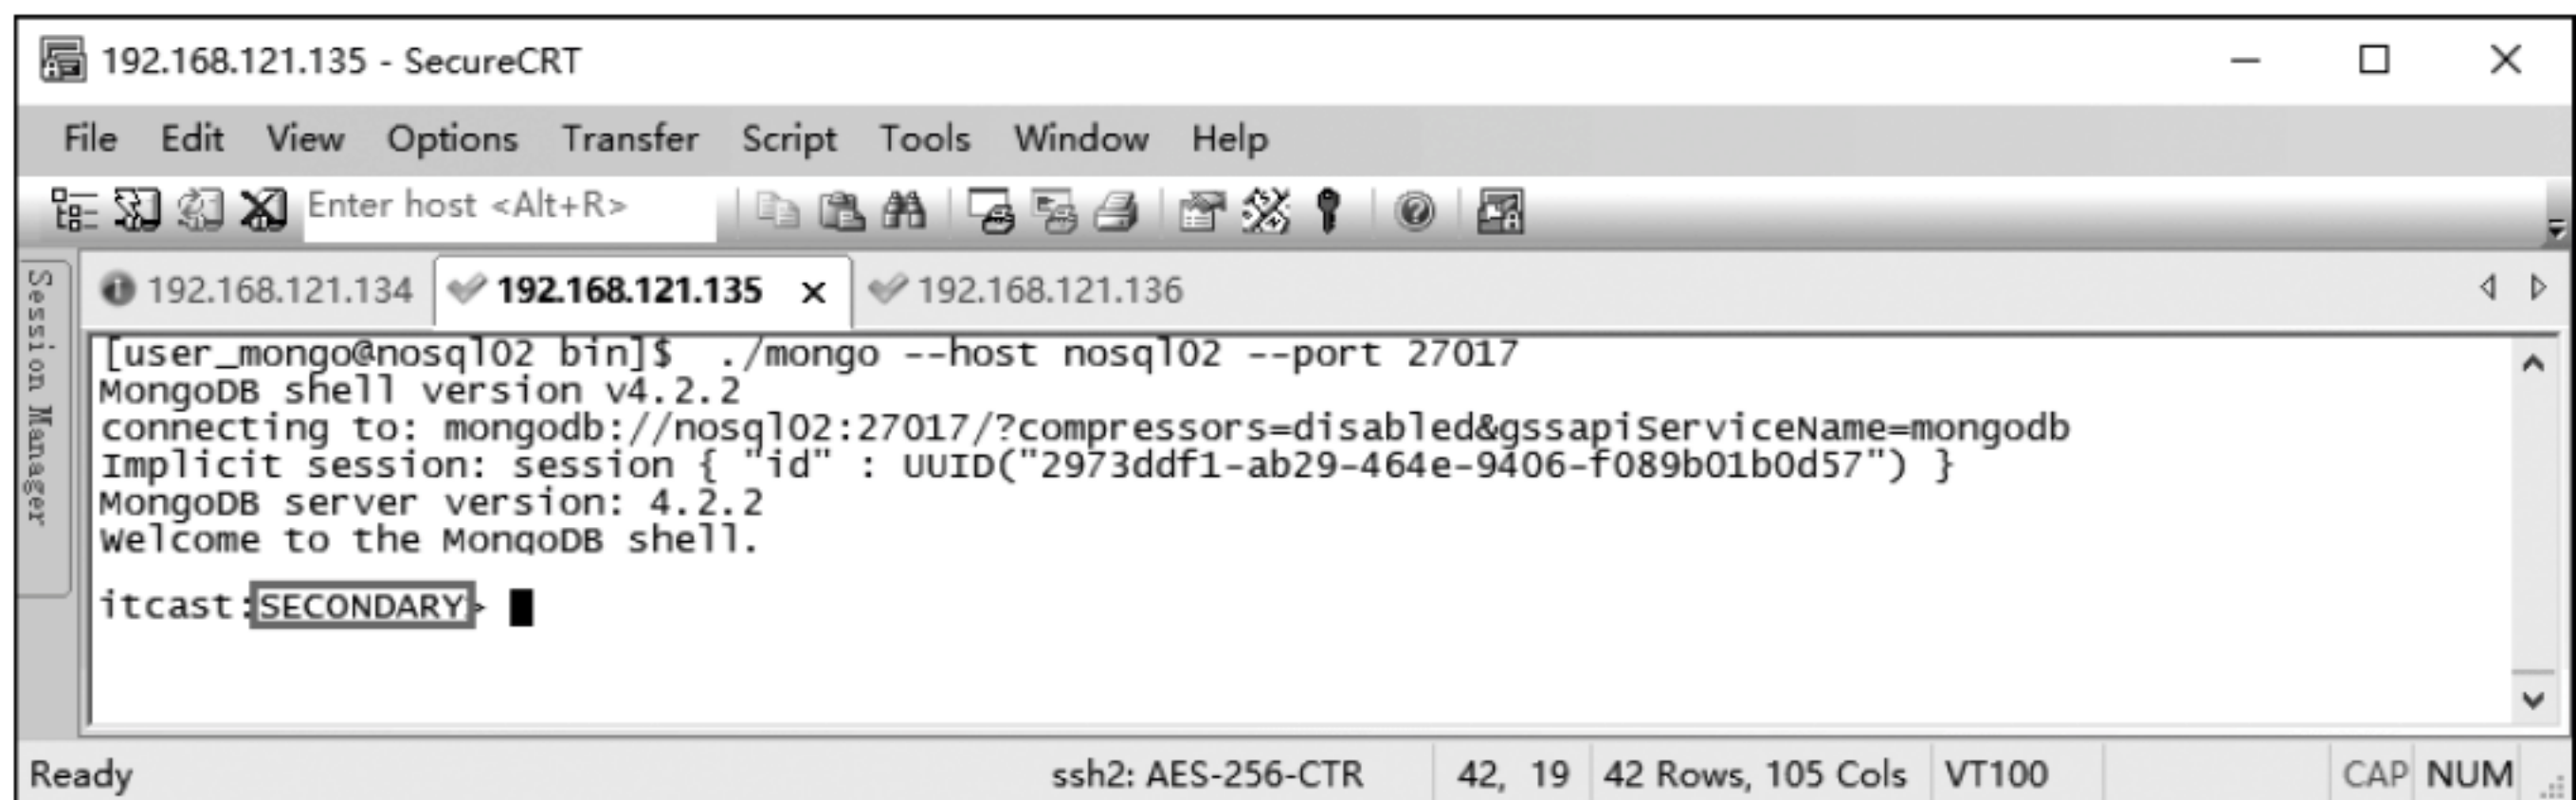 192.168.121.135 - SecureCRT
File Edit View Options Transfer Script Tools Window Help
Enter host <Alt+R>
Session Manager
192.168.121.134 192.168.121.135 192.168.121.136
[user_mongo@nosql02 bin]$  ./mongo --host nosql02 --port 27017
MongoDB shell version v4.2.2
connecting to: mongodb://nosql02:27017/?compressors=disabled&gssapiServiceName=mongodb
Implicit session: session { "id" : UUID("2973ddf1-ab29-464e-9406-f089b01b0d57") }
MongoDB server version: 4.2.2
Welcome to the MongoDB shell.
itcast:SECONDARY>
Ready ssh2: AES-256-CTR 42, 19 42 Rows, 105 Cols VT100 CAP NUM